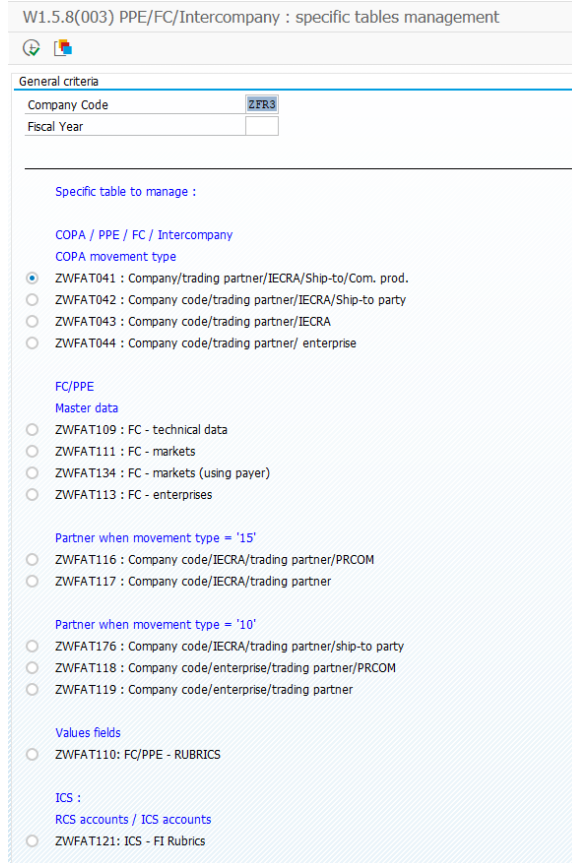 W1.5.8(003) PPE/FC/Intercompany : specific tables management
General criteria
Company Code ZFR3
Fiscal Year
Specific table to manage :
COPA / PPE / FC / Intercompany
COPA movement type
ZWFAT041 : Company/trading partner/IECRA/Ship-to/Com. prod.
ZWFAT042 : Company code/trading partner/IECRA/Ship-to party
ZWFAT043 : Company code/trading partner/IECRA
ZWFAT044 : Company code/trading partner/ enterprise
FC/PPE
Master data
ZWFAT109 : FC - technical data
ZWFAT111 : FC - markets
ZWFAT134 : FC - markets (using payer)
ZWFAT113 : FC - enterprises
Partner when movement type = '15'
ZWFAT116 : Company code/IECRA/trading partner/PRCOM
ZWFAT117 : Company code/IECRA/trading partner
Partner when movement type = '10'
ZWFAT176 : Company code/IECRA/trading partner/ship-to party
ZWFAT118 : Company code/enterprise/trading partner/PRCOM
ZWFAT119 : Company code/enterprise/trading partner
Values fields
ZWFAT110: FC/PPE - RUBRICS
ICS :
RCS accounts / ICS accounts
ZWFAT121: ICS - FI Rubrics